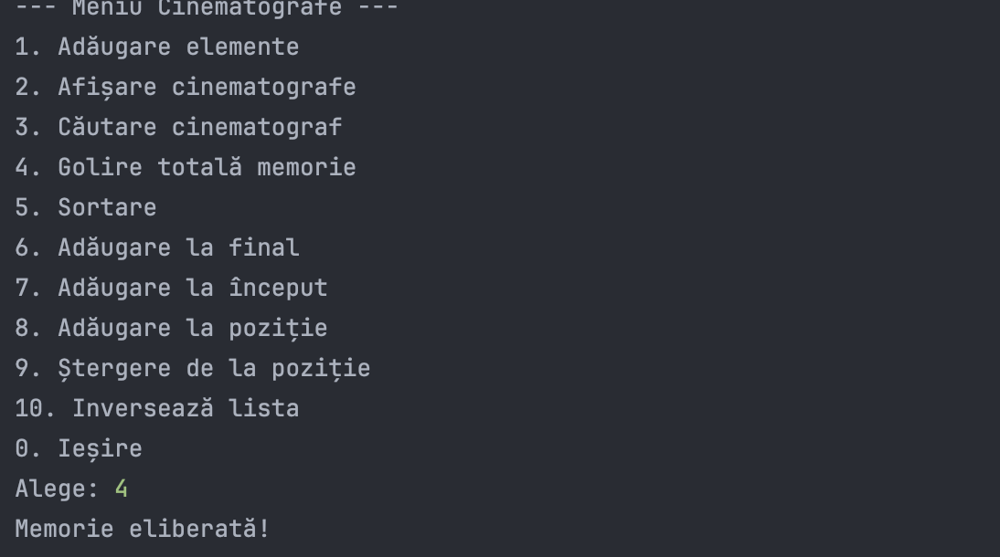 --- Meniu Cinematografe ---
1. Adăugare elemente
2. Afișare cinematografe
3. Căutare cinematograf
4. Golire totală memorie
5. Sortare
6. Adăugare la final
7. Adăugare la început
8. Adăugare la poziție
9. Ștergere de la poziție
10. Inversează lista
0. Ieșire
Alege: 4
Memorie eliberată!